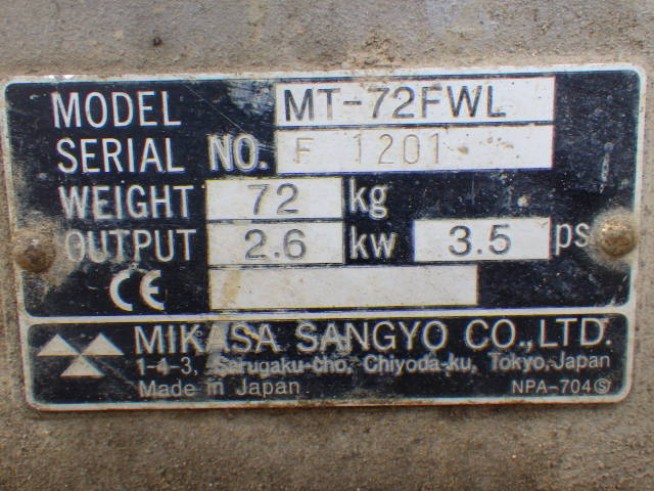 MODEL MT-72FWL
SERIAL NO. F 1201
WEIGHT 72 kg
OUTPUT 2.6 kw 3.5 ps
CE
MIKASA SANGYO CO.,LTD.
1-4-3, Sarugaku-cho, Chiyoda-ku, Tokyo,Japan
Made in Japan NPA-704Ⓢ